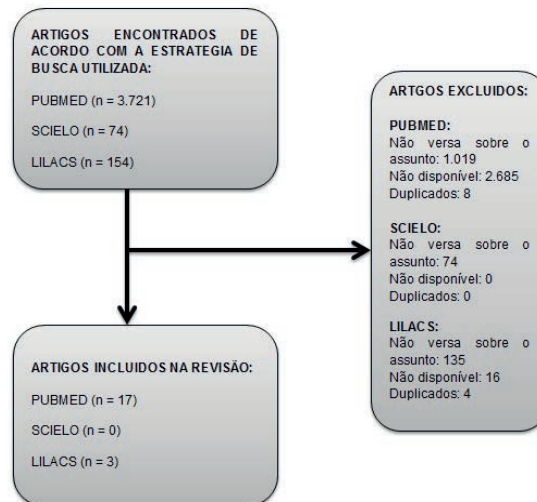 ARTIGOS ENCONTRADOS DE
ACORDO COM A ESTRATEGIA DE
BUSCA UTILIZADA:
PUBMED (n = 3.721)
SCIELO (n = 74)
LILACS (n = 154)
ARTGOS EXCLUIDOS:
PUBMED:
Não versa sobre o
assunto: 1.019
Não disponível: 2.685
Duplicados: 8
SCIELO:
Não versa sobre o
assunto: 74
Não disponível: 0
Duplicados: 0
LILACS:
Não versa sobre o
assunto: 135
Não disponível: 16
Duplicados: 4
ARTIGOS INCLUIDOS NA REVISÃO:
PUBMED (n = 17)
SCIELO (n = 0)
LILACS (n = 3)